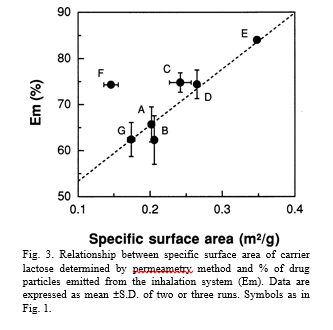 90
80
70
60
50
Em (%)
E
F
C
D
A
G
B
0.1 0.2 0.3 0.4
Specific surface area (m²/g)
Fig. 3. Relationship between specific surface area of carrier
lactose determined by permeametry method and % of drug
particles emitted from the inhalation system (Em). Data are
expressed as mean ±S.D. of two or three runs. Symbols as in
Fig. 1.